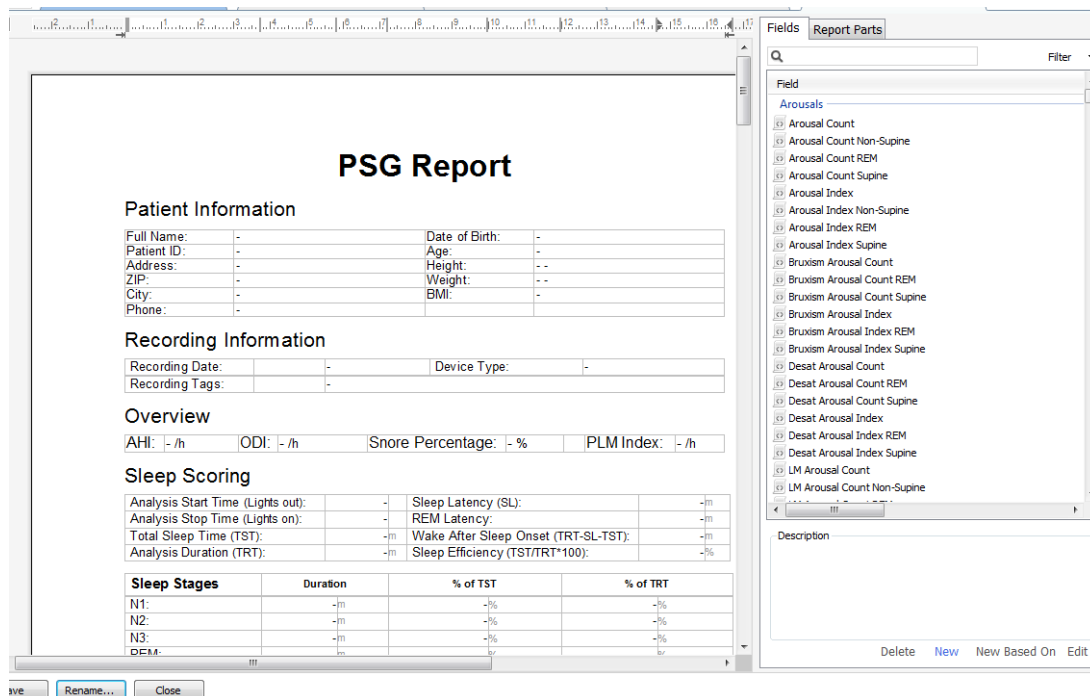 Fields Report Parts
Filter
Field
Arousals
Arousal Count
Arousal Count Non-Supine
Arousal Count REM
Arousal Count Supine
Arousal Index
Arousal Index Non-Supine
Arousal Index REM
Arousal Index Supine
Bruxism Arousal Count
Bruxism Arousal Count REM
Bruxism Arousal Count Supine
Bruxism Arousal Index
Bruxism Arousal Index REM
Bruxism Arousal Index Supine
Desat Arousal Count
Desat Arousal Count REM
Desat Arousal Count Supine
Desat Arousal Index
Desat Arousal Index REM
Desat Arousal Index Supine
LM Arousal Count
LM Arousal Count Non-Supine
Description
Delete New New Based On Edit
PSG Report
Patient Information
Full Name: - Date of Birth: -
Patient ID: - Age: -
Address: - Height: - -
ZIP: - Weight: - -
City: - BMI: -
Phone: -
Recording Information
Recording Date: - Device Type: -
Recording Tags: -
Overview
AHI: - /h ODI: - /h Snore Percentage: - % PLM Index: - /h
Sleep Scoring
Analysis Start Time (Lights out): - Sleep Latency (SL): -m
Analysis Stop Time (Lights on): - REM Latency: -m
Total Sleep Time (TST): -m Wake After Sleep Onset (TRT-SL-TST): -m
Analysis Duration (TRT): -m Sleep Efficiency (TST/TRT*100): -%
Sleep Stages Duration % of TST % of TRT
N1: -m -% -%
N2: -m -% -%
N3: -m -% -%
REM: -m -% -%
Rename... Close